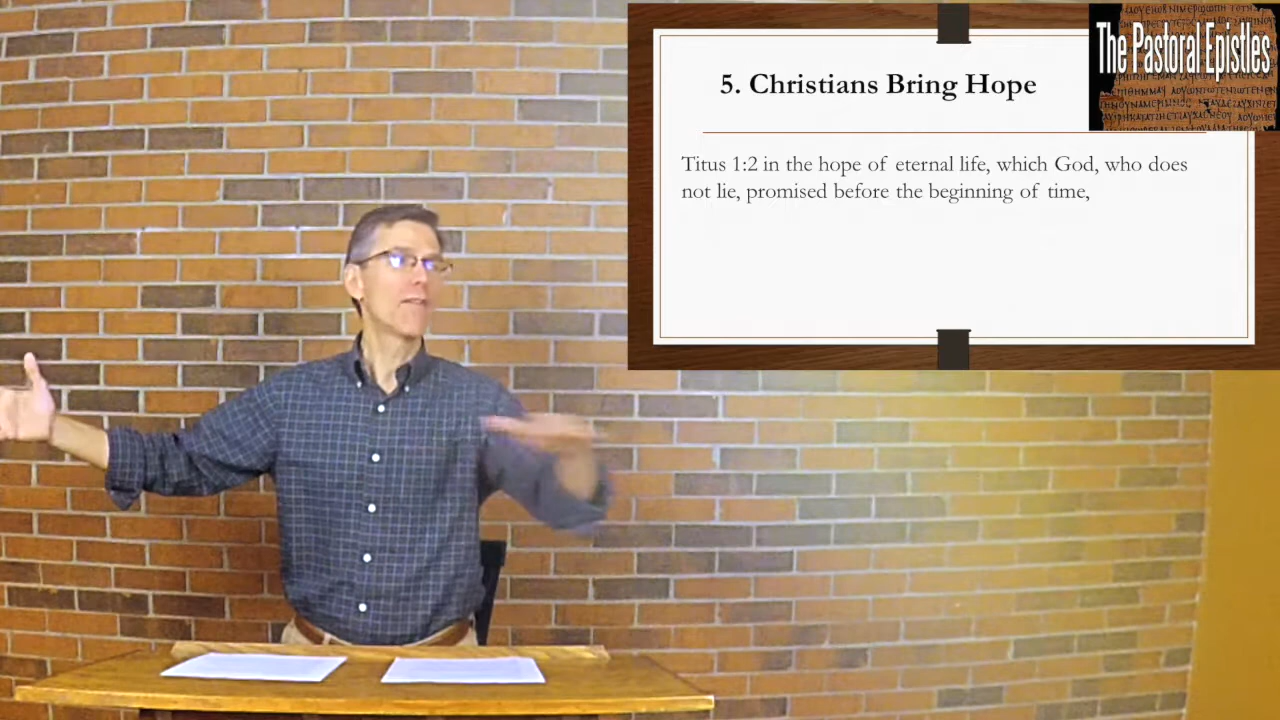 The Pastoral Epistles
5. Christians Bring Hope
Titus 1:2 in the hope of eternal life, which God, who does
not lie, promised before the beginning of time,